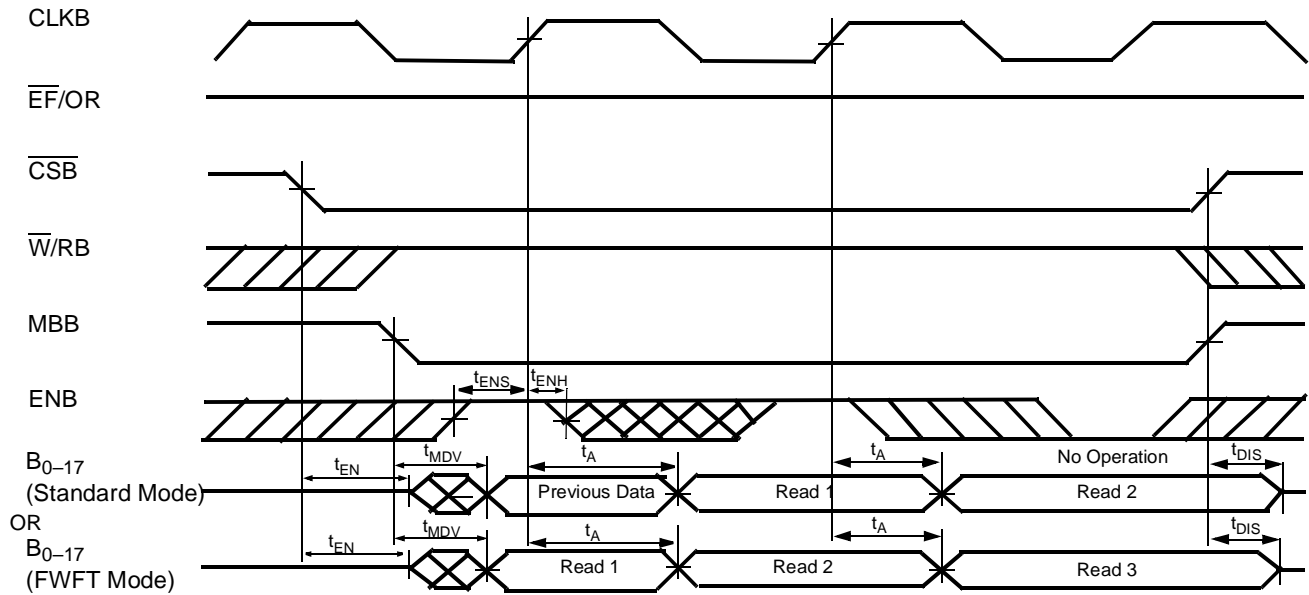 CLKB
EF/OR
CSB
W/RB
MBB
tENS tENH
ENB
B0–17
(Standard Mode)
tEN tMDV tA tA No Operation tDIS
Previous Data Read 1 Read 2
OR
B0–17
(FWFT Mode)
tEN tMDV tA tA tDIS
Read 1 Read 2 Read 3